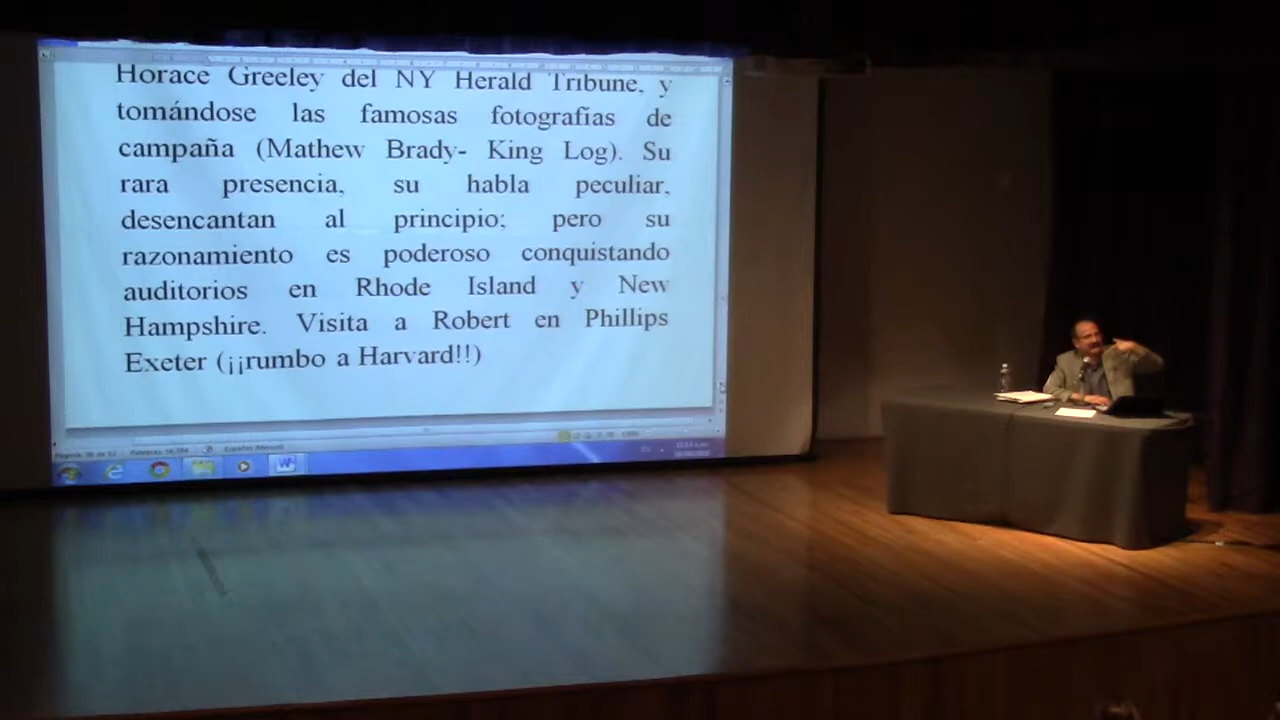 Horace Greeley del NY Herald Tribune, y
tomándose las famosas fotografías de
campaña (Mathew Brady- King Log). Su
rara presencia, su habla peculiar,
desencantan al principio; pero su
razonamiento es poderoso conquistando
auditorios en Rhode Island y New
Hampshire. Visita a Robert en Phillips
Exeter (¡¡rumbo a Harvard!!)